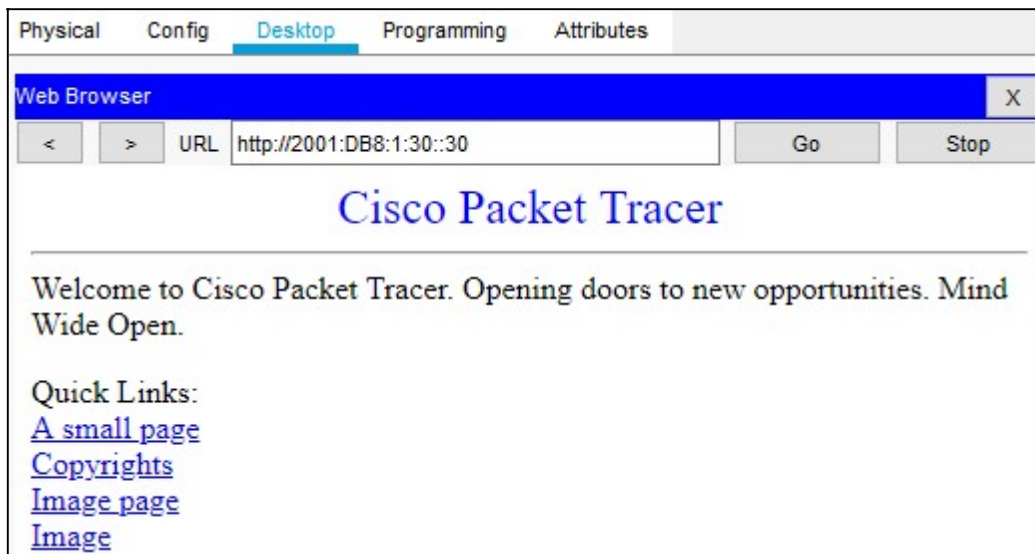 Physical Config Desktop Programming Attributes
Web Browser X
< > URL http://2001:DB8:1:30::30 Go Stop
Cisco Packet Tracer
Welcome to Cisco Packet Tracer. Opening doors to new opportunities. Mind
Wide Open.
Quick Links:
A small page
Copyrights
Image page
Image